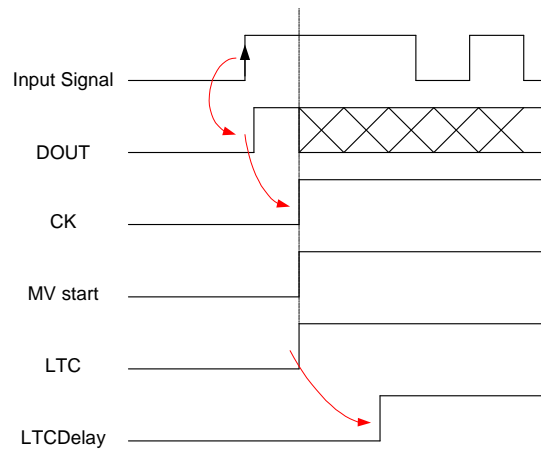 Input Signal
DOUT
CK
MV start
LTC
LTCDelay